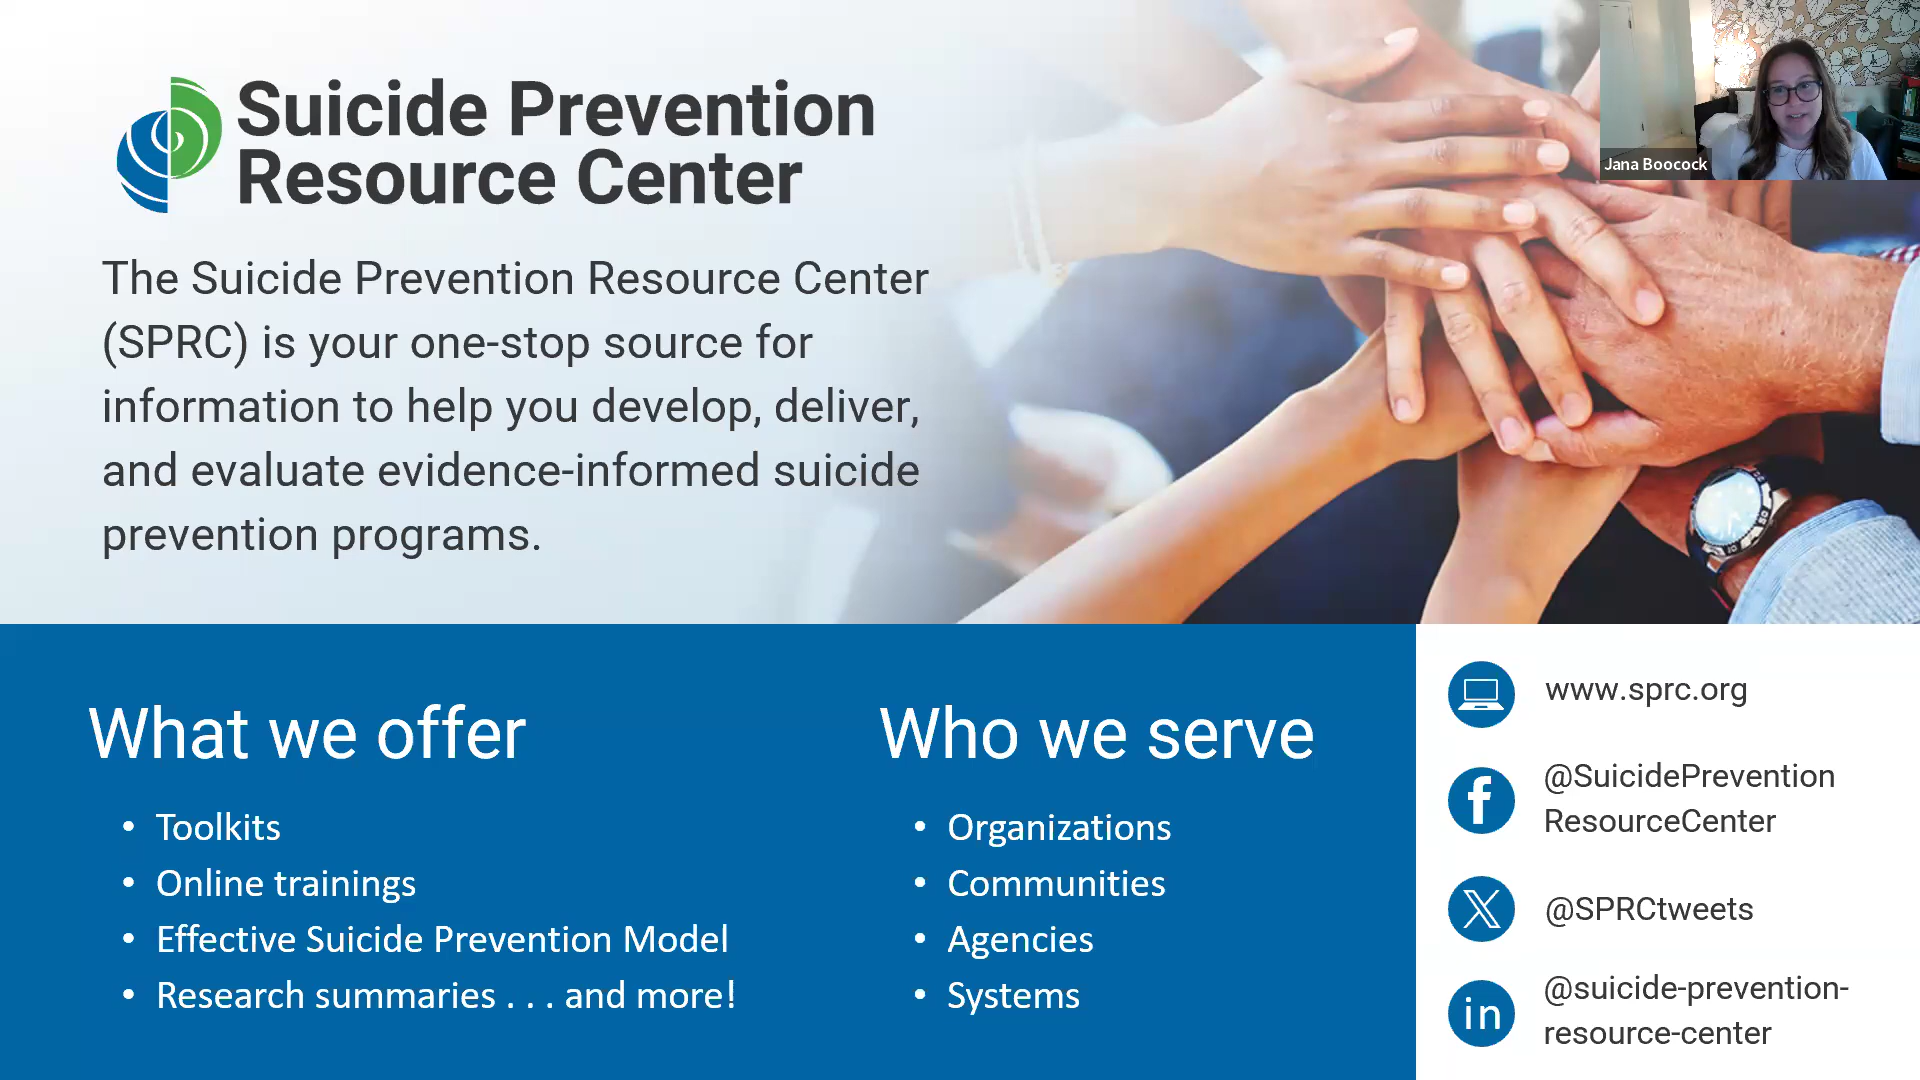 Suicide Prevention
Resource Center
Jana Boocock
The Suicide Prevention Resource Center
(SPRC) is your one-stop source for
information to help you develop, deliver,
and evaluate evidence-informed suicide
prevention programs.
What we offer
• Toolkits
• Online trainings
• Effective Suicide Prevention Model
• Research summaries . . . and more!
Who we serve
• Organizations
• Communities
• Agencies
• Systems
www.sprc.org
@SuicidePrevention
ResourceCenter
@SPRCtweets
@suicide-prevention-
resource-center